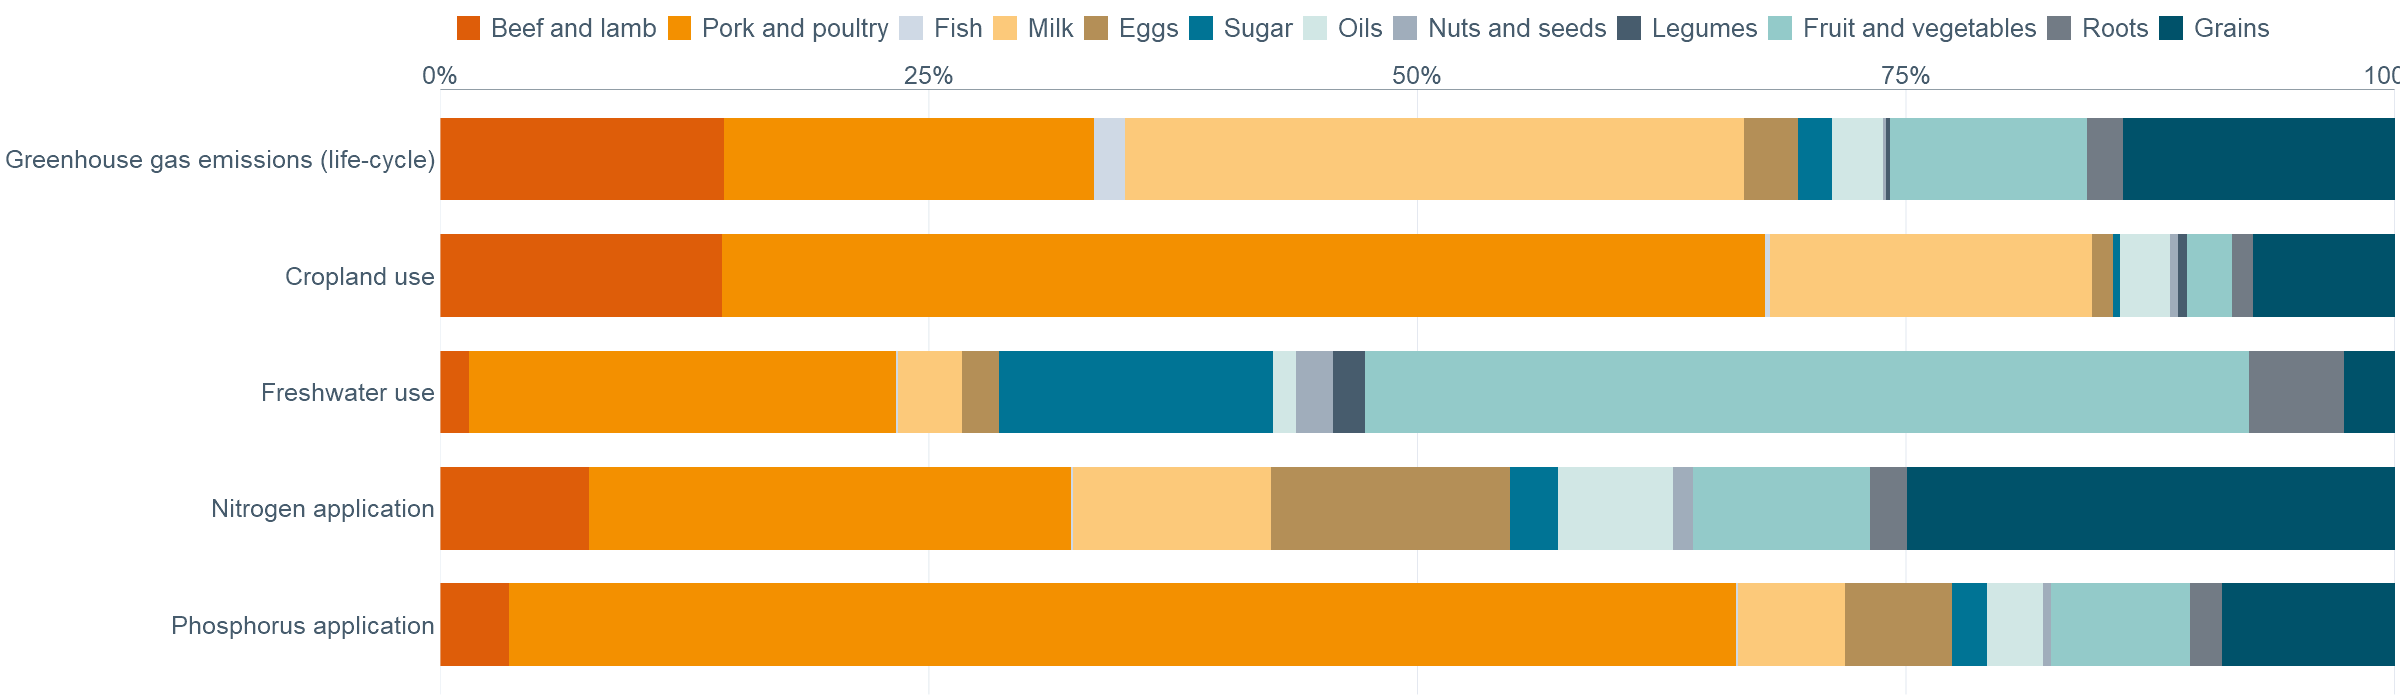 Beef and lamb Pork and poultry Fish Milk Eggs Sugar Oils Nuts and seeds Legumes Fruit and vegetables Roots Grains
0% 25% 50% 75% 100
Greenhouse gas emissions (life-cycle)
Cropland use
Freshwater use
Nitrogen application
Phosphorus application